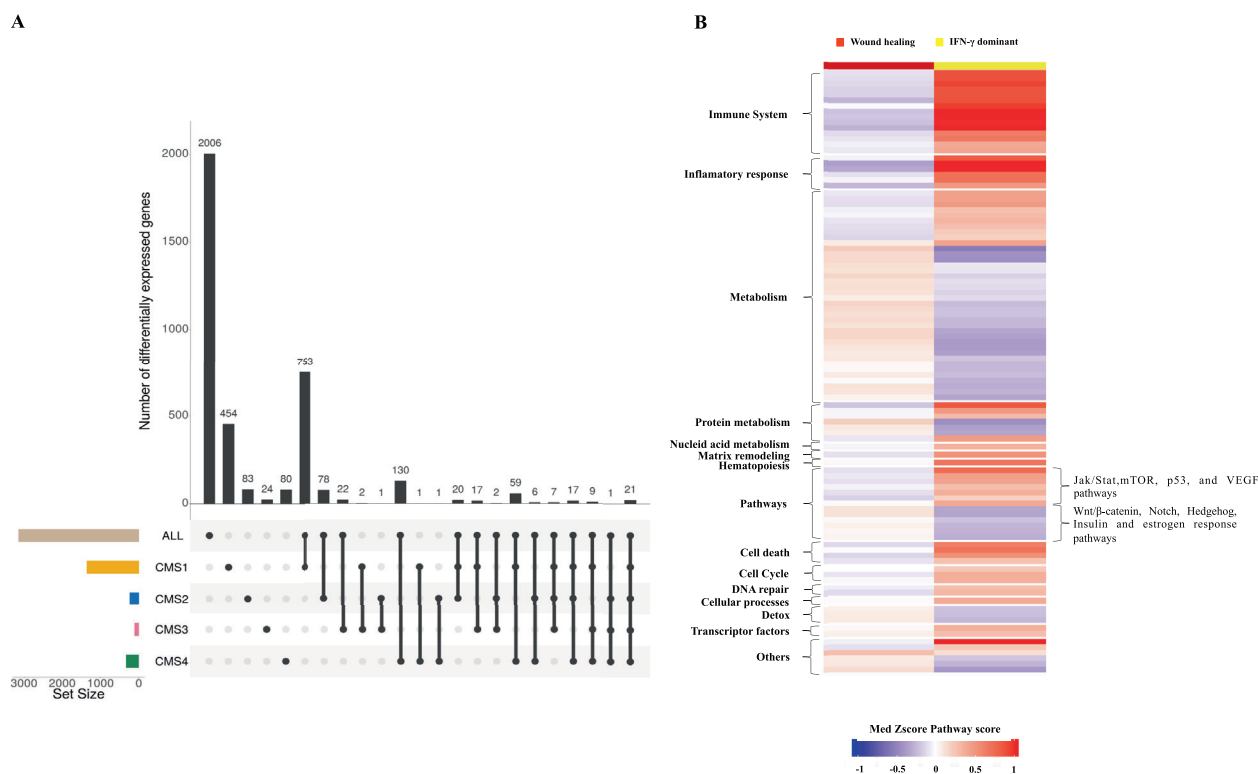 A
B
Wound healing
IFN-γ dominant
Number of differentially expressed genes
2000
1500
1000
500
0
2006
454
83
24
80
753
78
22
2
1
130
1
1
20
17
2
59
6
7
17
9
1
21
ALL
CMS1
CMS2
CMS3
CMS4
3000 2000 1000 0
Set Size
Immune System
Inflamatory response
Metabolism
Protein metabolism
Nucleid acid metabolism
Matrix remodeling
Hematopoiesis
Pathways
Jak/Stat,mTOR, p53, and VEGF
pathways
Wnt/β-catenin, Notch, Hedgehog,
Insulin and estrogen response
pathways
Cell death
Cell Cycle
DNA repair
Cellular processes
Detox
Transcriptor factors
Others
Med Zscore Pathway score
-1 -0.5 0 0.5 1